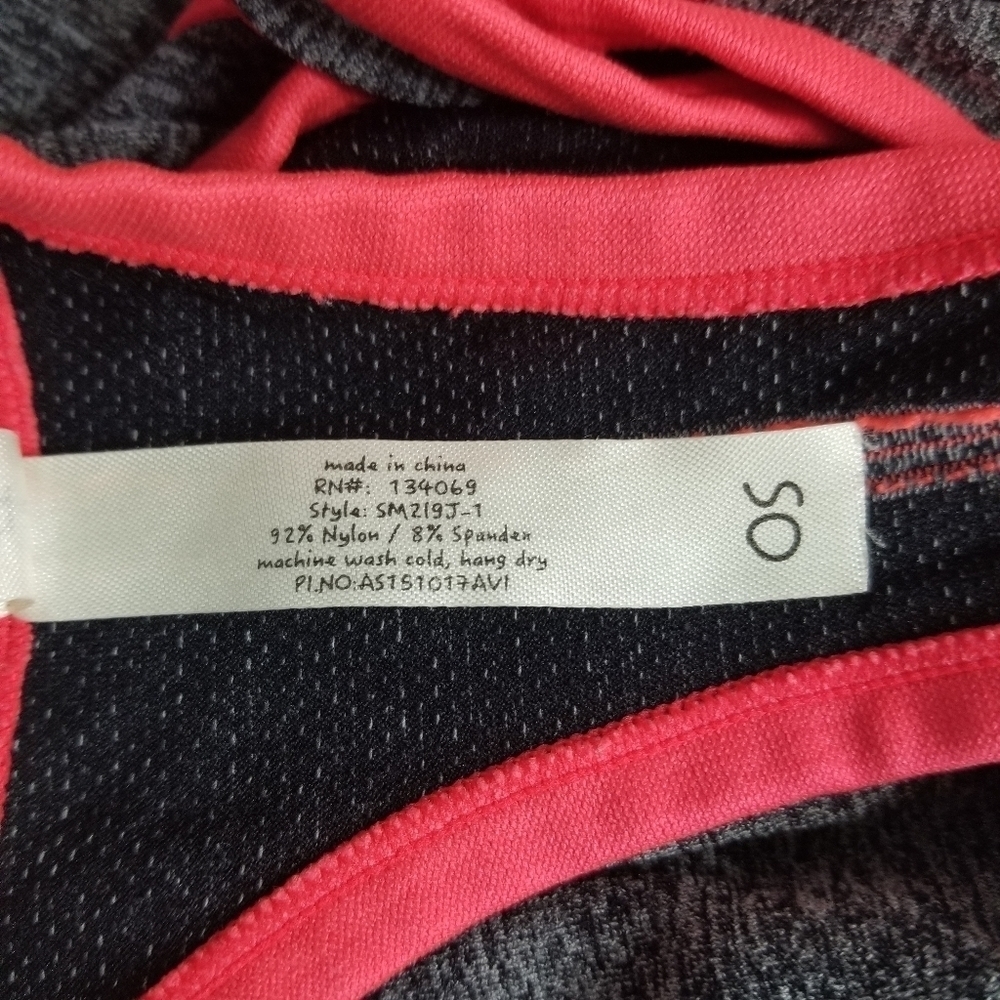 made in china
RN#: 134069
Style: SM219J-1
92% Nylon / 8% Spandex
machine wash cold, hang dry
PI.NO:AS151017AVI
OS